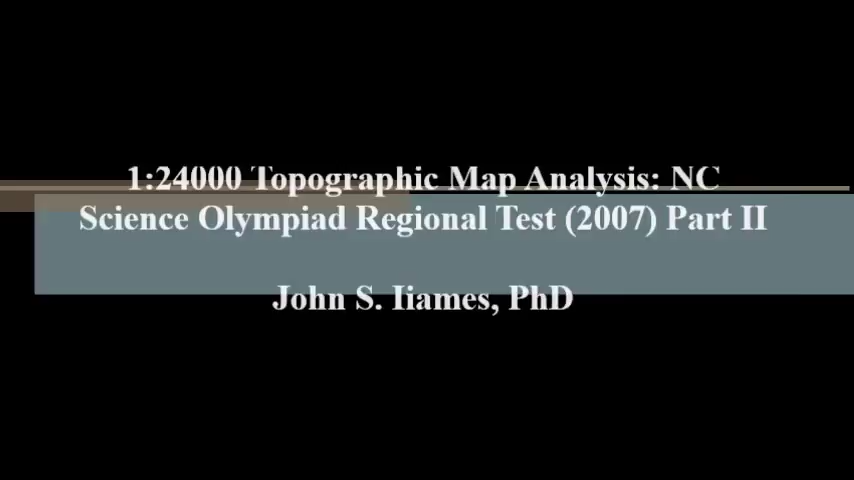 1:24000 Topographic Map Analysis: NC
Science Olympiad Regional Test (2007) Part II
John S. Iiames, PhD